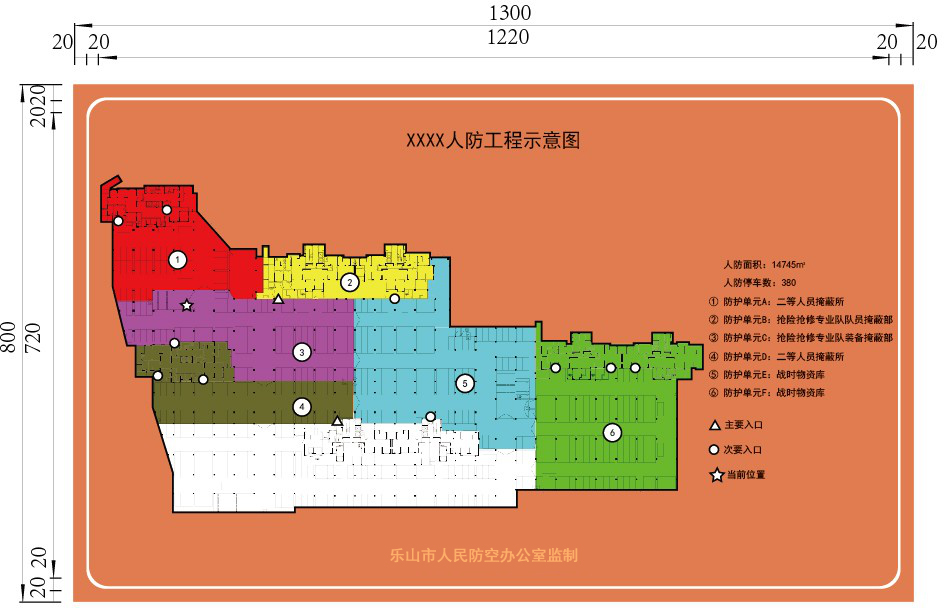 1300
20 20 1220 20 20
2020
XXXX人防工程示意图
800
720
20 20
①
②
③
④
⑤
⑥
人防面积：14745㎡
人防停车数：380
① 防护单元A：二等人员掩蔽所
② 防护单元B：抢险抢修专业队队员掩蔽部
③ 防护单元C：抢险抢修专业队装备掩蔽部
④ 防护单元D：二等人员掩蔽所
⑤ 防护单元E：战时物资库
⑥ 防护单元F：战时物资库
主要入口
次要入口
当前位置
乐山市人民防空办公室监制